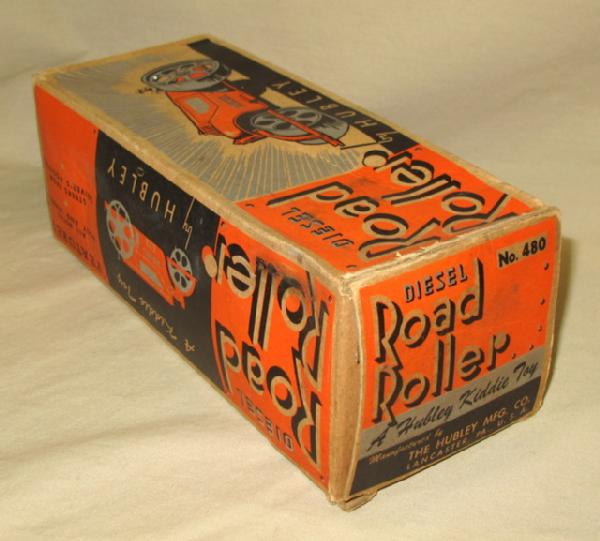 DIESEL
No. 480
Road
Roller
A Hubley Kiddie Toy
Manufactured by
THE HUBLEY MFG. CO.
LANCASTER, PA. U.S.A.
DIESEL
Road
Roller
by HUBLEY
DIESEL
Road
Roller
by HUBLEY
A Kiddie Toy